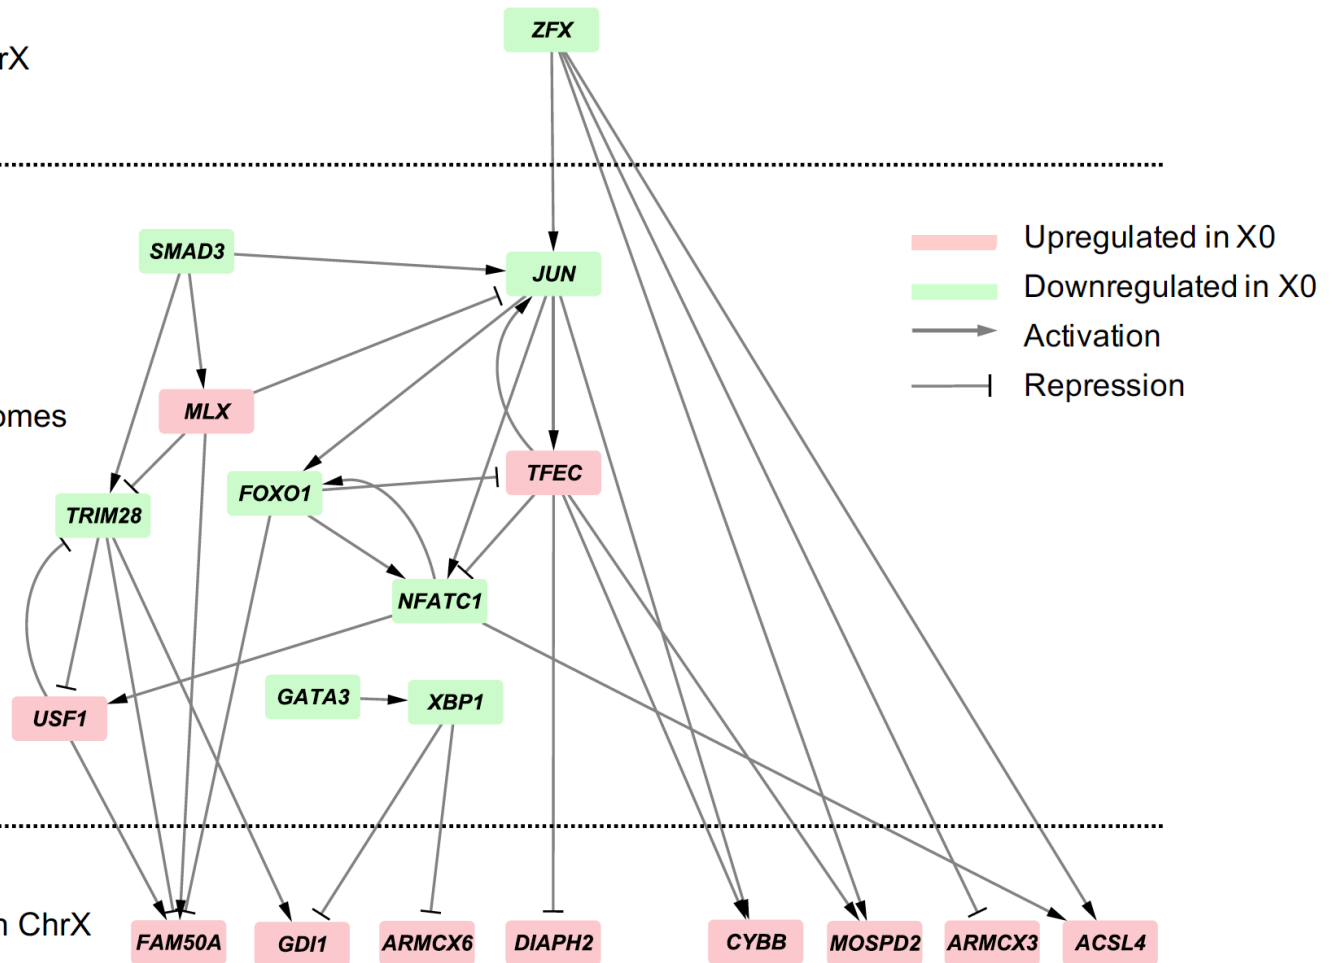 ZFX
rX
SMAD3
JUN
Upregulated in X0
Downregulated in X0
Activation
Repression
MLX
omes
TFEC
FOXO1
TRIM28
NFATC1
GATA3
XBP1
USF1
n ChrX
FAM50A
GDI1
ARMCX6
DIAPH2
CYBB
MOSPD2
ARMCX3
ACSL4